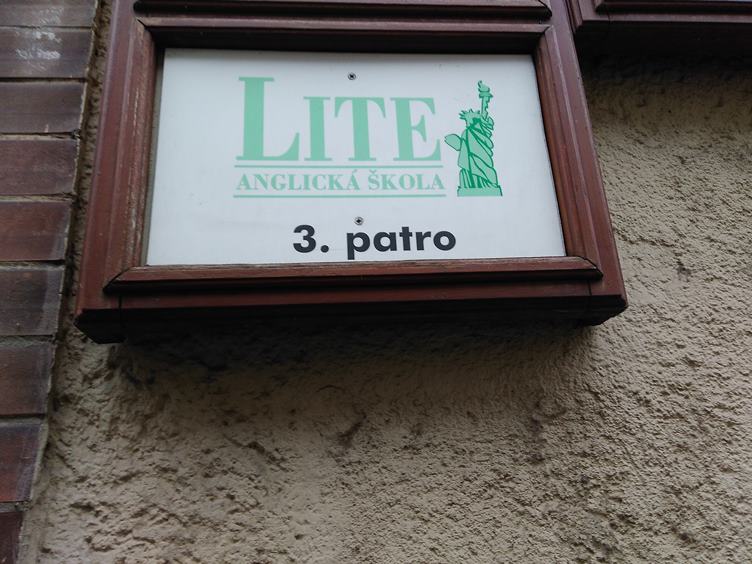 LITE
ANGLICKÁ ŠKOLA
3. patro